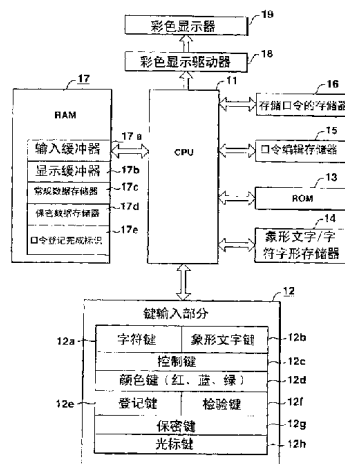 19
彩色显示器
18
彩色显示驱动器
11
17
RAM
17a
输入缓冲器
显示缓冲器
17b
常规数据存储器
17c
保密数据存储器
17d
口令登记完成标识
17e
CPU
16
存储口令的存储器
15
口令编辑存储器
13
ROM
14
象形文字/字
符字形存储器
12
键输入部分
12a
字符键
象形文字键
12b
控制键
12c
颜色键（红、蓝、绿）
12d
12e
登记键
检验键
12f
保密键
12g
光标键
12h